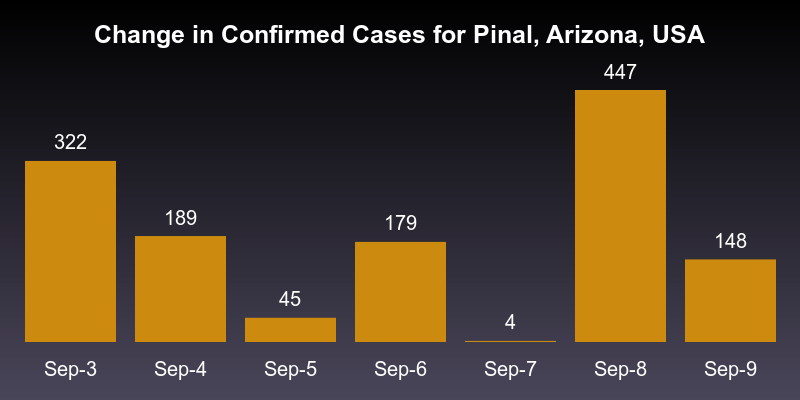 Change in Confirmed Cases for Pinal, Arizona, USA
322 189 45 179 4 447 148
Sep-3 Sep-4 Sep-5 Sep-6 Sep-7 Sep-8 Sep-9